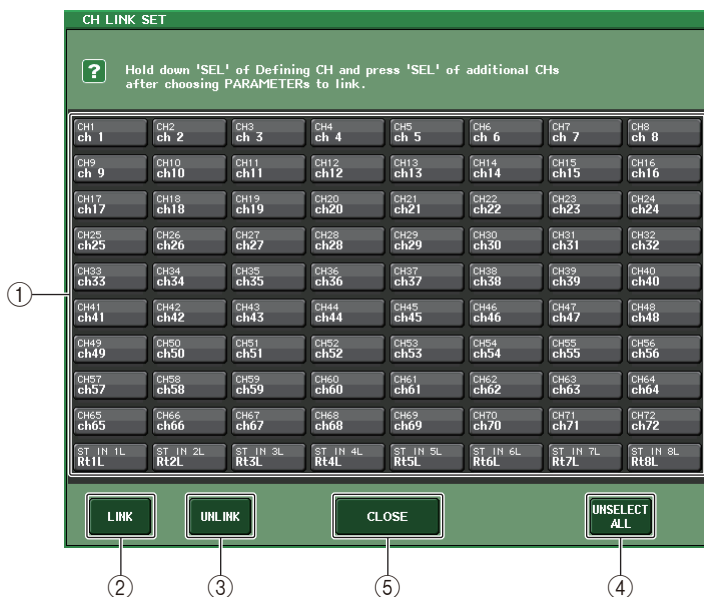 CH LINK SET
? Hold down 'SEL' of Defining CH and press 'SEL' of additional CHs
after choosing PARAMETERs to link.
CH1 CH2 CH3 CH4 CH5 CH6 CH7 CH8
ch 1 ch 2 ch 3 ch 4 ch 5 ch 6 ch 7 ch 8
CH9 CH10 CH11 CH12 CH13 CH14 CH15 CH16
ch 9 ch10 ch11 ch12 ch13 ch14 ch15 ch16
CH17 CH18 CH19 CH20 CH21 CH22 CH23 CH24
ch17 ch18 ch19 ch20 ch21 ch22 ch23 ch24
CH25 CH26 CH27 CH28 CH29 CH30 CH31 CH32
ch25 ch26 ch27 ch28 ch29 ch30 ch31 ch32
CH33 CH34 CH35 CH36 CH37 CH38 CH39 CH40
ch33 ch34 ch35 ch36 ch37 ch38 ch39 ch40
①
CH41 CH42 CH43 CH44 CH45 CH46 CH47 CH48
ch41 ch42 ch43 ch44 ch45 ch46 ch47 ch48
CH49 CH50 CH51 CH52 CH53 CH54 CH55 CH56
ch49 ch50 ch51 ch52 ch53 ch54 ch55 ch56
CH57 CH58 CH59 CH60 CH61 CH62 CH63 CH64
ch57 ch58 ch59 ch60 ch61 ch62 ch63 ch64
CH65 CH66 CH67 CH68 CH69 CH70 CH71 CH72
ch65 ch66 ch67 ch68 ch69 ch70 ch71 ch72
ST IN 1L ST IN 2L ST IN 3L ST IN 4L ST IN 5L ST IN 6L ST IN 7L ST IN 8L
Rt1L Rt2L Rt3L Rt4L Rt5L Rt6L Rt7L Rt8L
LINK UNLINK CLOSE UNSELECT
ALL
② ③ ⑤ ④